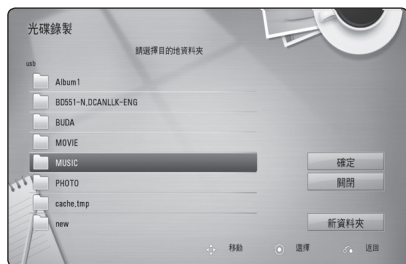 光碟錄製
請選擇目的地資料夾
usb
Album1
BD551-N.DCANLLK-ENG
BUDA
MOVIE
MUSIC
PHOTO
cache.tmp
new
確定
關閉
新資料夾
移動 選擇 返回